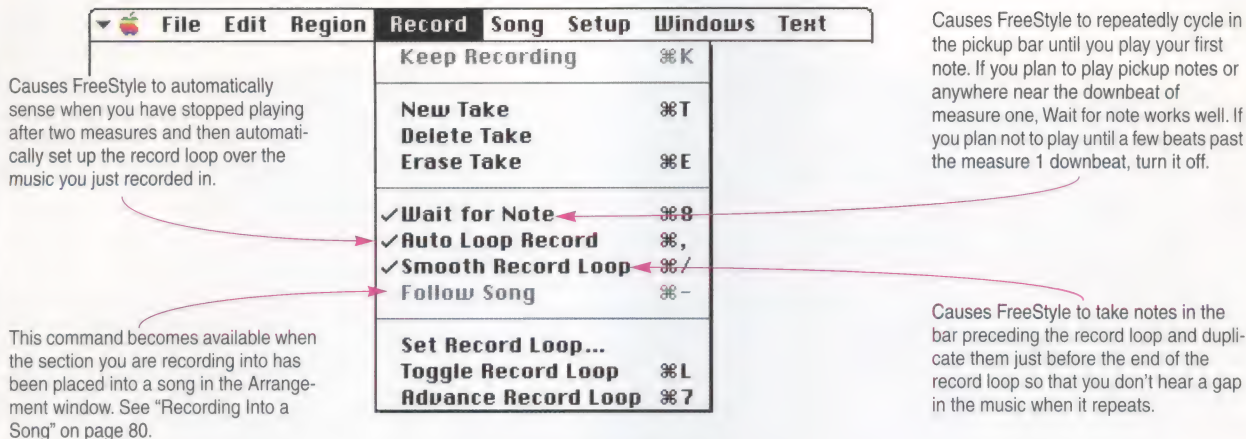 File Edit Region Record Song Setup Windows Text
Causes FreeStyle to automatically
sense when you have stopped playing
after two measures and then automati-
cally set up the record loop over the
music you just recorded in.
This command becomes available when
the section you are recording into has
been placed into a song in the Arrange-
ment window. See “Recording Into a
Song” on page 80.
Keep Recording ⌘K
New Take ⌘T
Delete Take
Erase Take ⌘E
✓Wait for Note ⌘8
✓Auto Loop Record ⌘,
✓Smooth Record Loop ⌘/
Follow Song ⌘-
Set Record Loop...
Toggle Record Loop ⌘L
Advance Record Loop ⌘7
Causes FreeStyle to repeatedly cycle in
the pickup bar until you play your first
note. If you plan to play pickup notes or
anywhere near the downbeat of
measure one, Wait for note works well. If
you plan not to play until a few beats past
the measure 1 downbeat, turn it off.
Causes FreeStyle to take notes in the
bar preceding the record loop and dupli-
cate them just before the end of the
record loop so that you don’t hear a gap
in the music when it repeats.